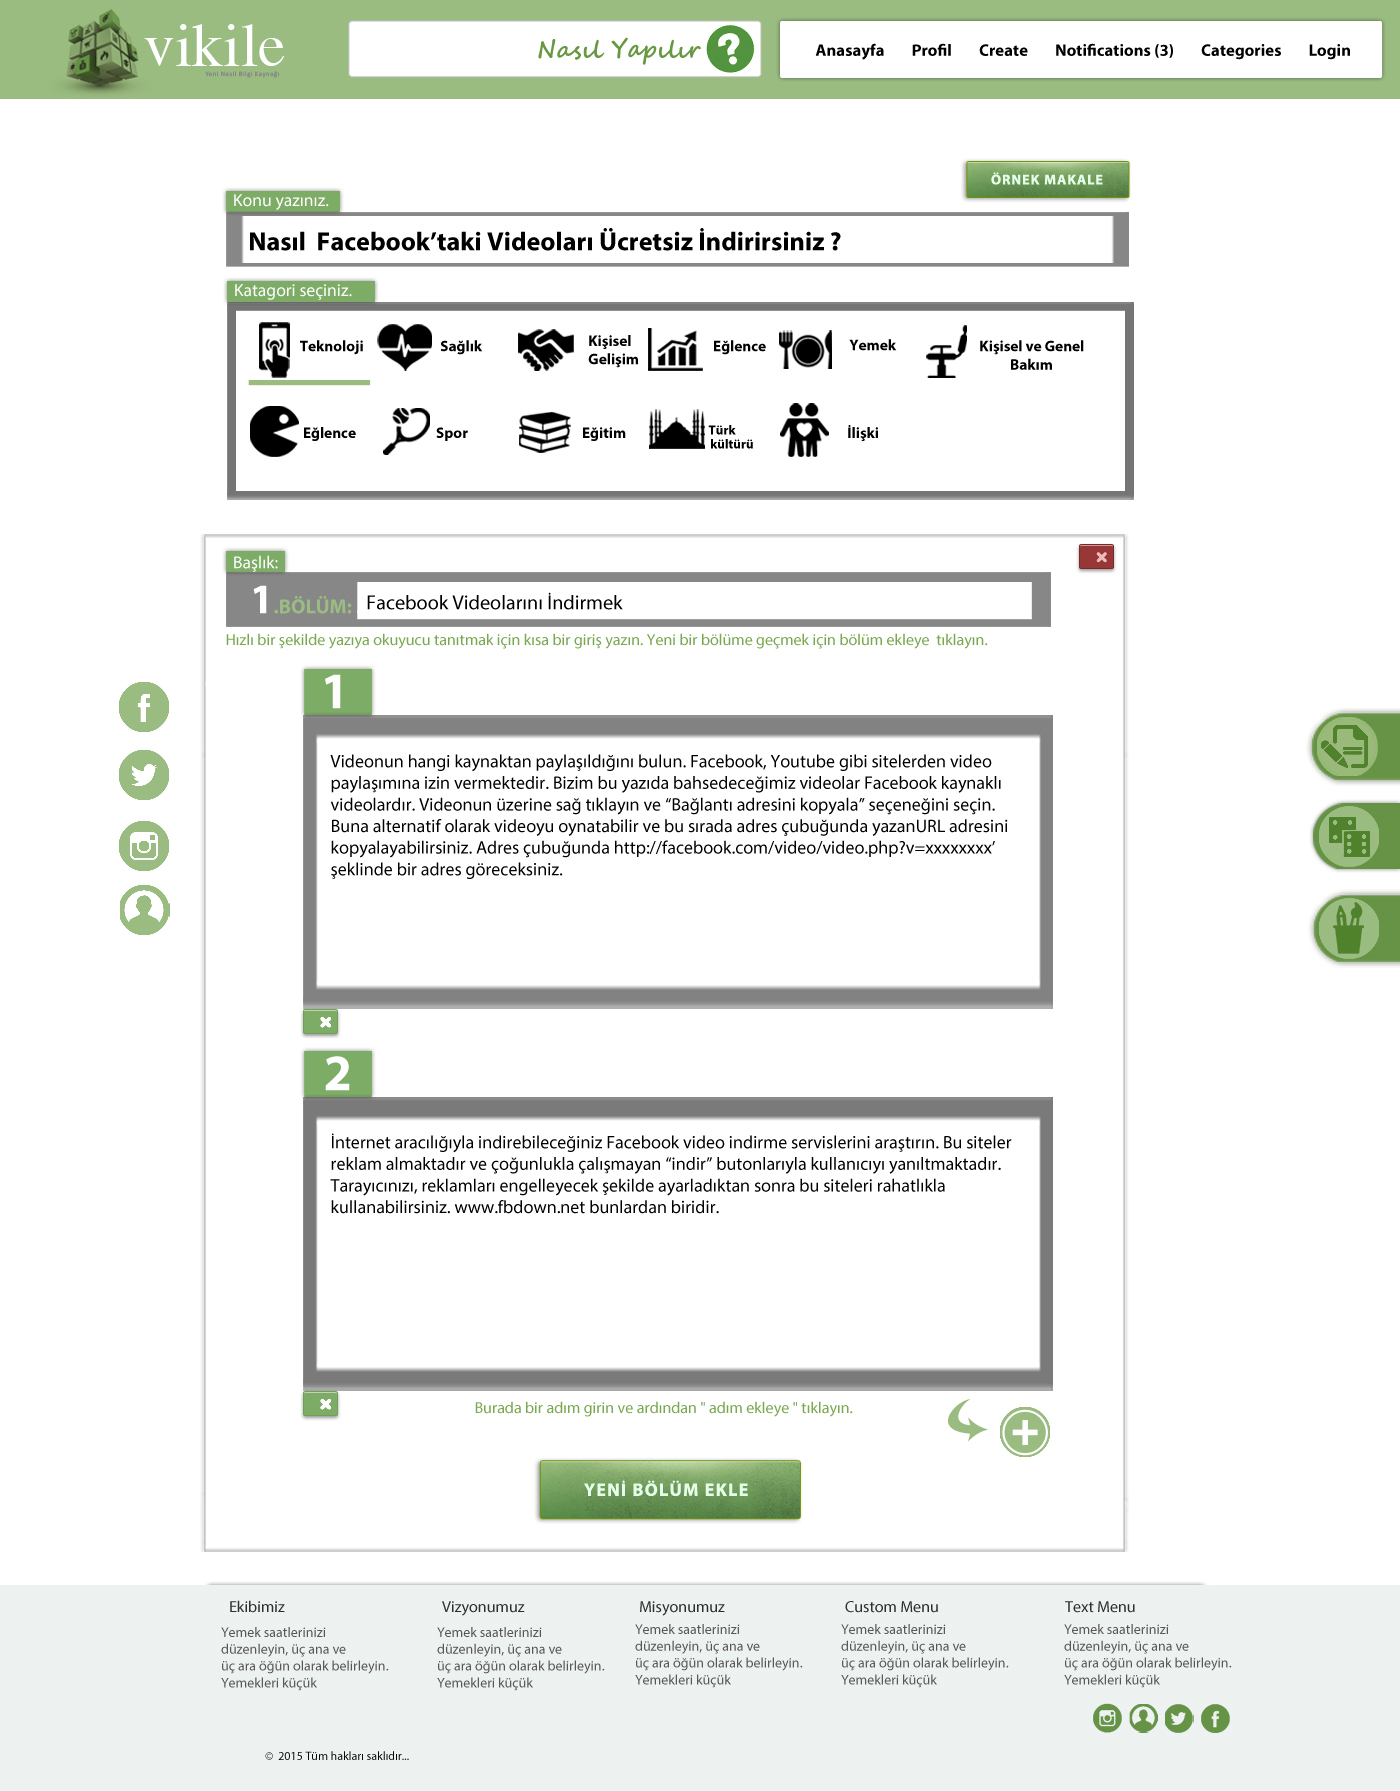 vikile
Yeni Nesil Bilgi Kaynağı
Nasıl Yapılır ?
Anasayfa Profil Create Notifications (3) Categories Login
ÖRNEK MAKALE
Konu yazınız.
Nasıl Facebook’taki Videoları Ücretsiz İndirirsiniz ?
Katagori seçiniz.
Teknoloji
Sağlık
Kişisel
Gelişim
Eğlence
Yemek
Kişisel ve Genel
Bakım
Eğlence
Spor
Eğitim
Türk
kültürü
İlişki
Başlık:
1.BÖLÜM: Facebook Videolarını İndirmek
Hızlı bir şekilde yazıya okuyucu tanıtmak için kısa bir giriş yazın. Yeni bir bölüme geçmek için bölüm ekleye tıklayın.
1
Videonun hangi kaynaktan paylaşıldığını bulun. Facebook, Youtube gibi sitelerden video
paylaşımına izin vermektedir. Bizim bu yazıda bahsedeceğimiz videolar Facebook kaynaklı
videolardır. Videonun üzerine sağ tıklayın ve “Bağlantı adresini kopyala” seçeneğini seçin.
Buna alternatif olarak videoyu oynatabilir ve bu sırada adres çubuğunda yazanURL adresini
kopyalayabilirsiniz. Adres çubuğunda http://facebook.com/video/video.php?v=xxxxxxxx’
şeklinde bir adres göreceksiniz.
2
İnternet aracılığıyla indirebileceğiniz Facebook video indirme servislerini araştırın. Bu siteler
reklam almaktadır ve çoğunlukla çalışmayan “indir” butonlarıyla kullanıcıyı yanıltmaktadır.
Tarayıcınızı, reklamları engelleyecek şekilde ayarladıktan sonra bu siteleri rahatlıkla
kullanabilirsiniz. www.fbdown.net bunlardan biridir.
Burada bir adım girin ve ardından " adım ekleye " tıklayın.
YENİ BÖLÜM EKLE
Ekibimiz
Yemek saatlerinizi
düzenleyin, üç ana ve
üç ara öğün olarak belirleyin.
Yemekleri küçük
Vizyonumuz
Yemek saatlerinizi
düzenleyin, üç ana ve
üç ara öğün olarak belirleyin.
Yemekleri küçük
Misyonumuz
Yemek saatlerinizi
düzenleyin, üç ana ve
üç ara öğün olarak belirleyin.
Yemekleri küçük
Custom Menu
Yemek saatlerinizi
düzenleyin, üç ana ve
üç ara öğün olarak belirleyin.
Yemekleri küçük
Text Menu
Yemek saatlerinizi
düzenleyin, üç ana ve
üç ara öğün olarak belirleyin.
Yemekleri küçük
© 2015 Tüm hakları saklıdır...